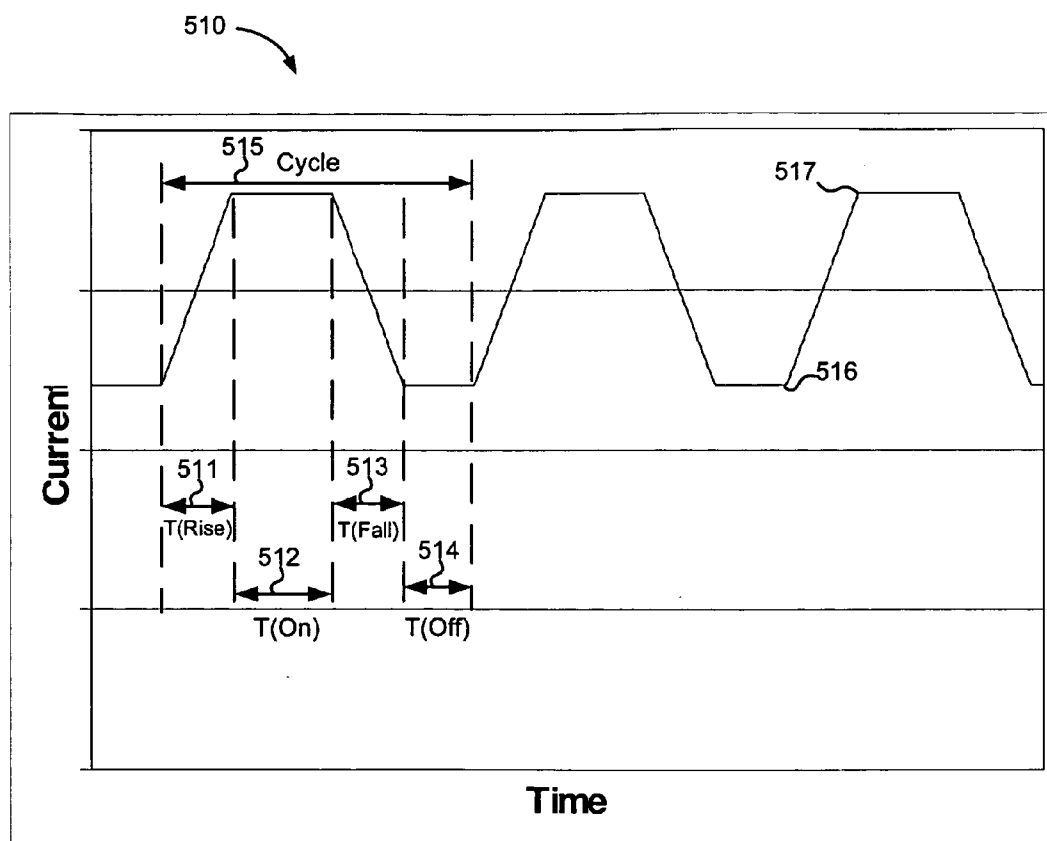 510
515
Cycle
517
516
511
513
T(Rise)
T(Fall)
512
514
T(On)
T(Off)
Current
Time